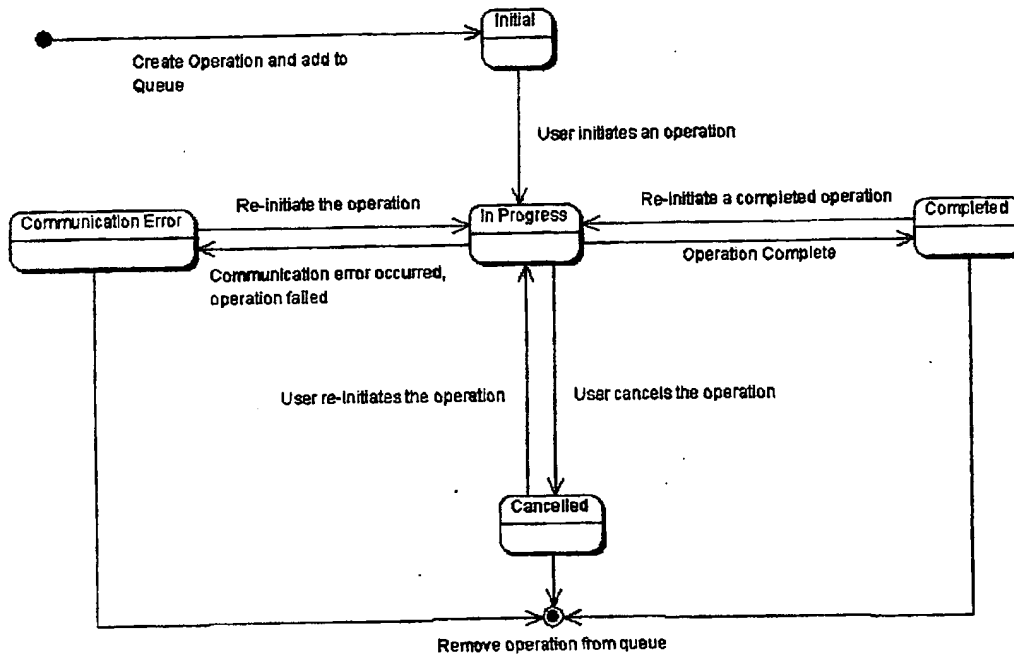 Initial
Create Operation and add to
Queue
User initiates an operation
Communication Error
Re-initiate the operation
In Progress
Re-initiate a completed operation
Completed
Communication error occurred,
operation failed
Operation Complete
User re-initiates the operation
User cancels the operation
Cancelled
Remove operation from queue